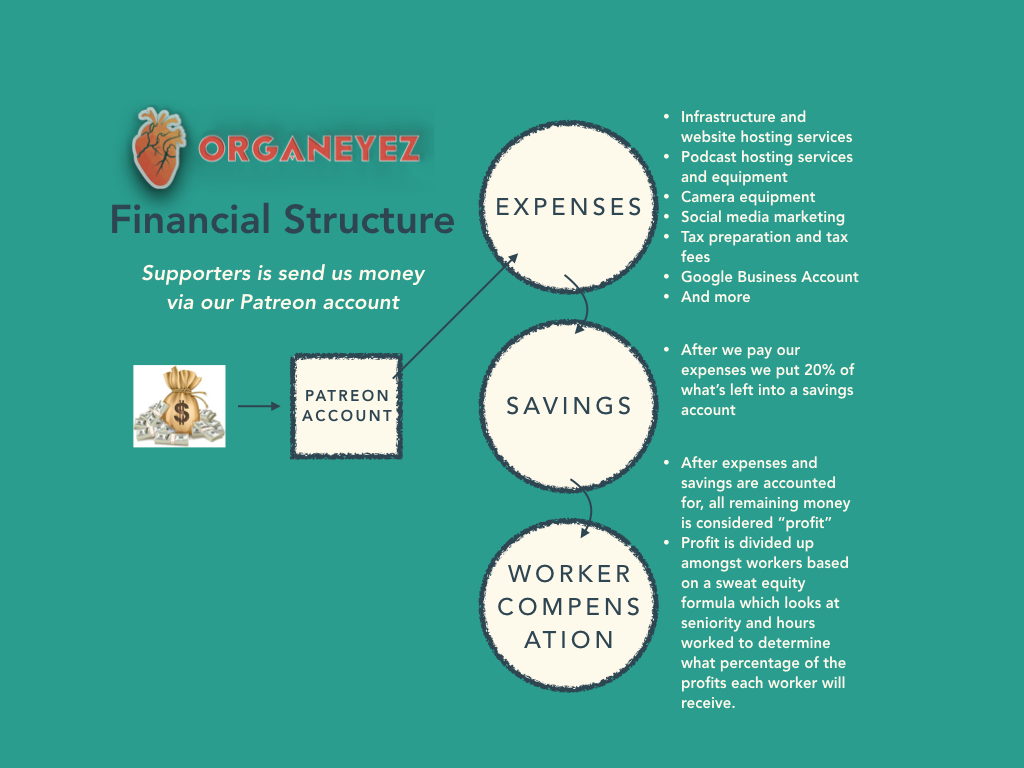 ORGANEYEZ
Financial Structure
Supporters is send us money
via our Patreon account
$
PATREON
ACCOUNT
EXPENSES
• Infrastructure and
website hosting services
• Podcast hosting services
and equipment
• Camera equipment
• Social media marketing
• Tax preparation and tax
fees
• Google Business Account
• And more
SAVINGS
• After we pay our
expenses we put 20% of
what’s left into a savings
account
WORKER
COMPENS
ATION
• After expenses and
savings are accounted
for, all remaining money
is considered “profit”
• Profit is divided up
amongst workers based
on a sweat equity
formula which looks at
seniority and hours
worked to determine
what percentage of the
profits each worker will
receive.